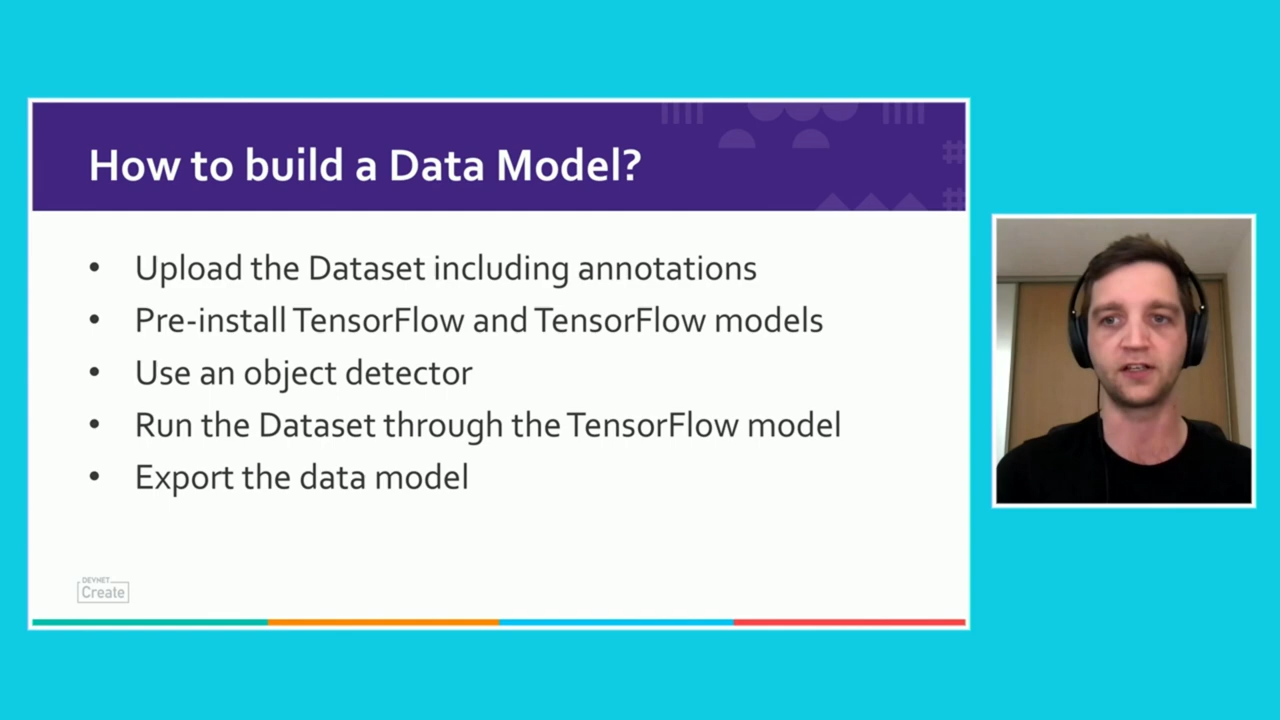 How to build a Data Model?
• Upload the Dataset including annotations
• Pre-install TensorFlow and TensorFlow models
• Use an object detector
• Run the Dataset through the TensorFlow model
• Export the data model
DEVNET
Create